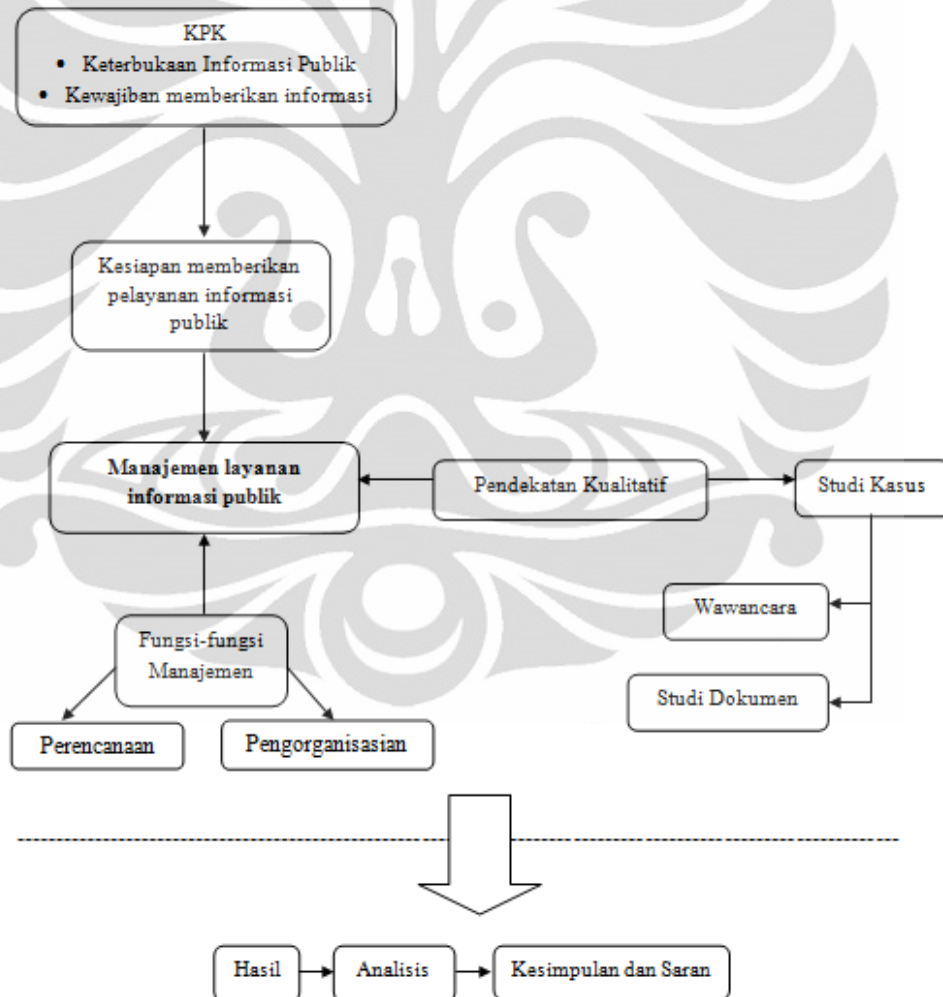 KPK
• Keterbukaan Informasi Publik
• Kewajiban memberikan informasi
Kesiapan memberikan
pelayanan informasi
publik
Manajemen layanan
informasi publik
Pendekatan Kualitatif
Studi Kasus
Wawancara
Studi Dokumen
Fungsi-fungsi
Manajemen
Perencanaan
Pengorganisasian
Hasil
Analisis
Kesimpulan dan Saran